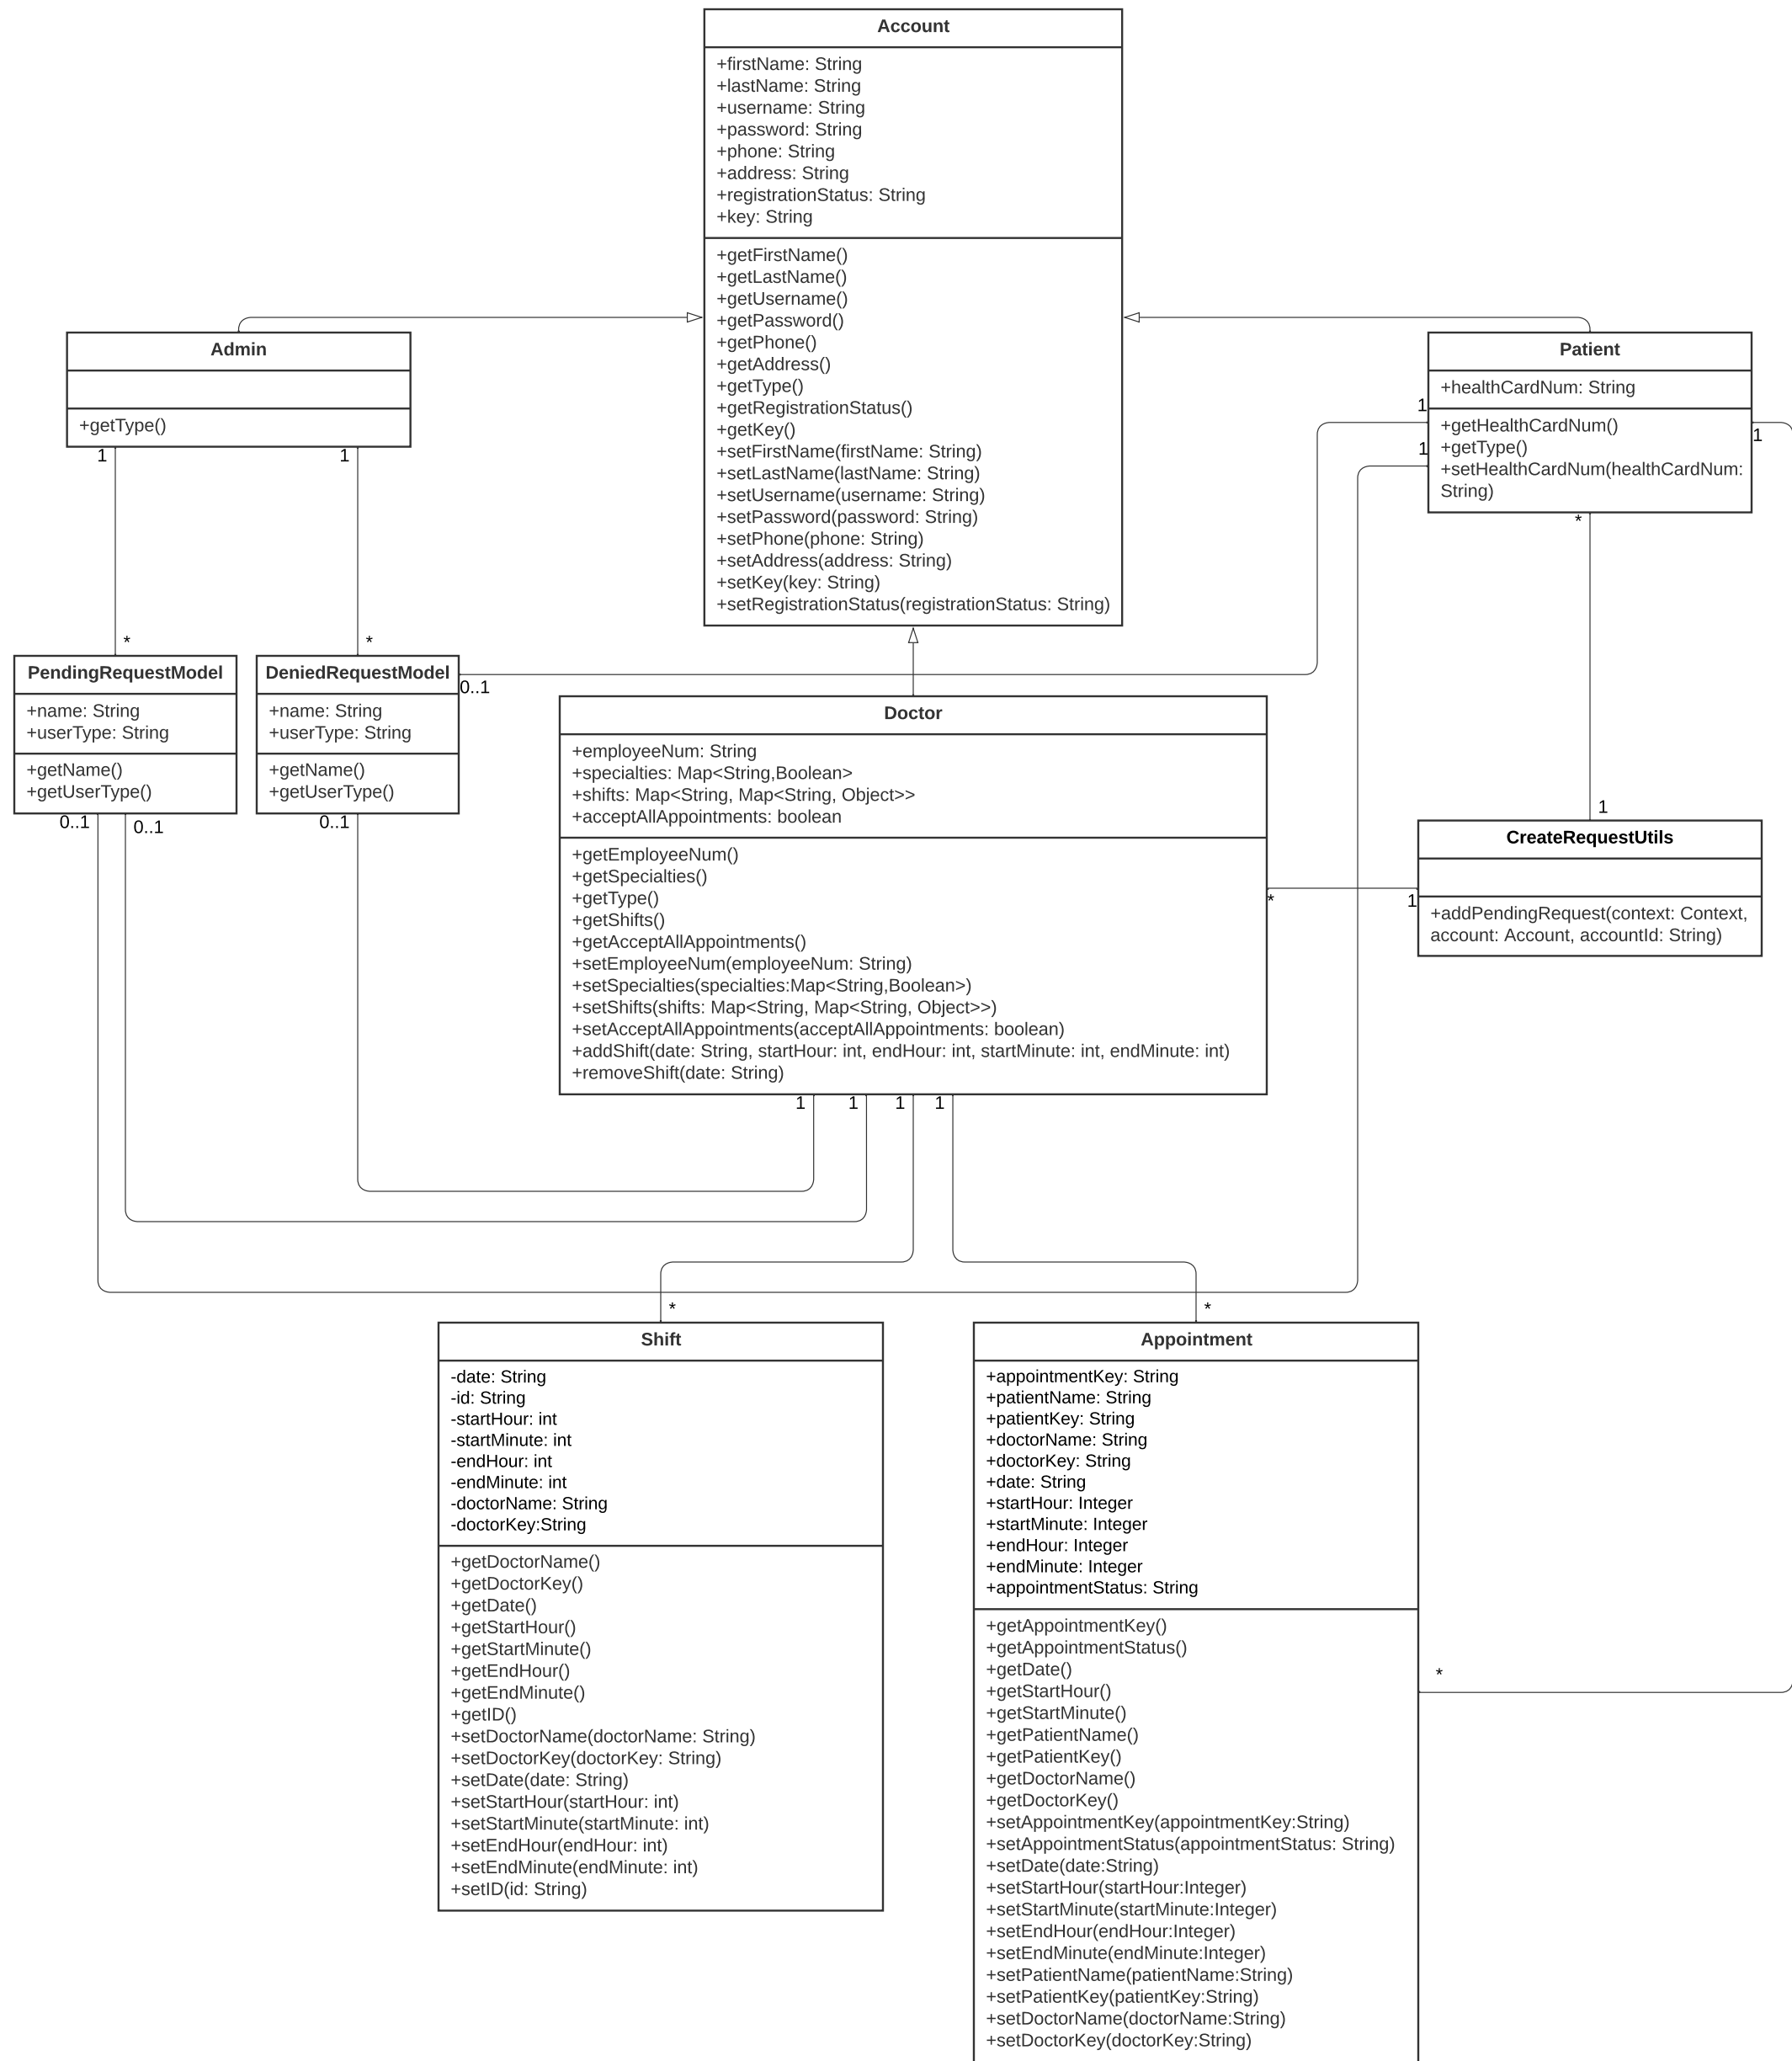 Account
+firstName: String
+lastName: String
+username: String
+password: String
+phone: String
+address: String
+registrationStatus: String
+key: String
+getFirstName()
+getLastName()
+getUsername()
+getPassword()
+getPhone()
+getAddress()
+getType()
+getRegistrationStatus()
+getKey()
+setFirstName(firstName: String)
+setLastName(lastName: String)
+setUsername(username: String)
+setPassword(password: String)
+setPhone(phone: String)
+setAddress(address: String)
+setKey(key: String)
+setRegistrationStatus(registrationStatus: String)
Admin
+getType()
1
1
*
*
Patient
+healthCardNum: String
+getHealthCardNum()
+getType()
+setHealthCardNum(healthCardNum:
String)
1
1
1
*
PendingRequestModel
+name: String
+userType: String
+getName()
+getUserType()
0..1
0..1
DeniedRequestModel
+name: String
+userType: String
+getName()
+getUserType()
0..1
0..1
Doctor
+employeeNum: String
+specialties: Map<String,Boolean>
+shifts: Map<String, Map<String, Object>>
+acceptAllAppointments: boolean
+getEmployeeNum()
+getSpecialties()
+getType()
+getShifts()
+getAcceptAllAppointments()
+setEmployeeNum(employeeNum: String)
+setSpecialties(specialties:Map<String,Boolean>)
+setShifts(shifts: Map<String, Map<String, Object>>)
+setAcceptAllAppointments(acceptAllAppointments: boolean)
+addShift(date: String, startHour: int, endHour: int, startMinute: int, endMinute: int)
+removeShift(date: String)
1
1
1
1
*
1
1
CreateRequestUtils
+addPendingRequest(context: Context,
account: Account, accountId: String)
*
*
Shift
-date: String
-id: String
-startHour: int
-startMinute: int
-endHour: int
-endMinute: int
-doctorName: String
-doctorKey:String
+getDoctorName()
+getDoctorKey()
+getDate()
+getStartHour()
+getStartMinute()
+getEndHour()
+getEndMinute()
+getID()
+setDoctorName(doctorName: String)
+setDoctorKey(doctorKey: String)
+setDate(date: String)
+setStartHour(startHour: int)
+setStartMinute(startMinute: int)
+setEndHour(endHour: int)
+setEndMinute(endMinute: int)
+setID(id: String)
Appointment
+appointmentKey: String
+patientName: String
+patientKey: String
+doctorName: String
+doctorKey: String
+date: String
+startHour: Integer
+startMinute: Integer
+endHour: Integer
+endMinute: Integer
+appointmentStatus: String
+getAppointmentKey()
+getAppointmentStatus()
+getDate()
+getStartHour()
+getStartMinute()
+getPatientName()
+getPatientKey()
+getDoctorName()
+getDoctorKey()
+setAppointmentKey(appointmentKey:String)
+setAppointmentStatus(appointmentStatus: String)
+setDate(date:String)
+setStartHour(startHour:Integer)
+setStartMinute(startMinute:Integer)
+setEndHour(endHour:Integer)
+setEndMinute(endMinute:Integer)
+setPatientName(patientName:String)
+setPatientKey(patientKey:String)
+setDoctorName(doctorName:String)
+setDoctorKey(doctorKey:String)
*